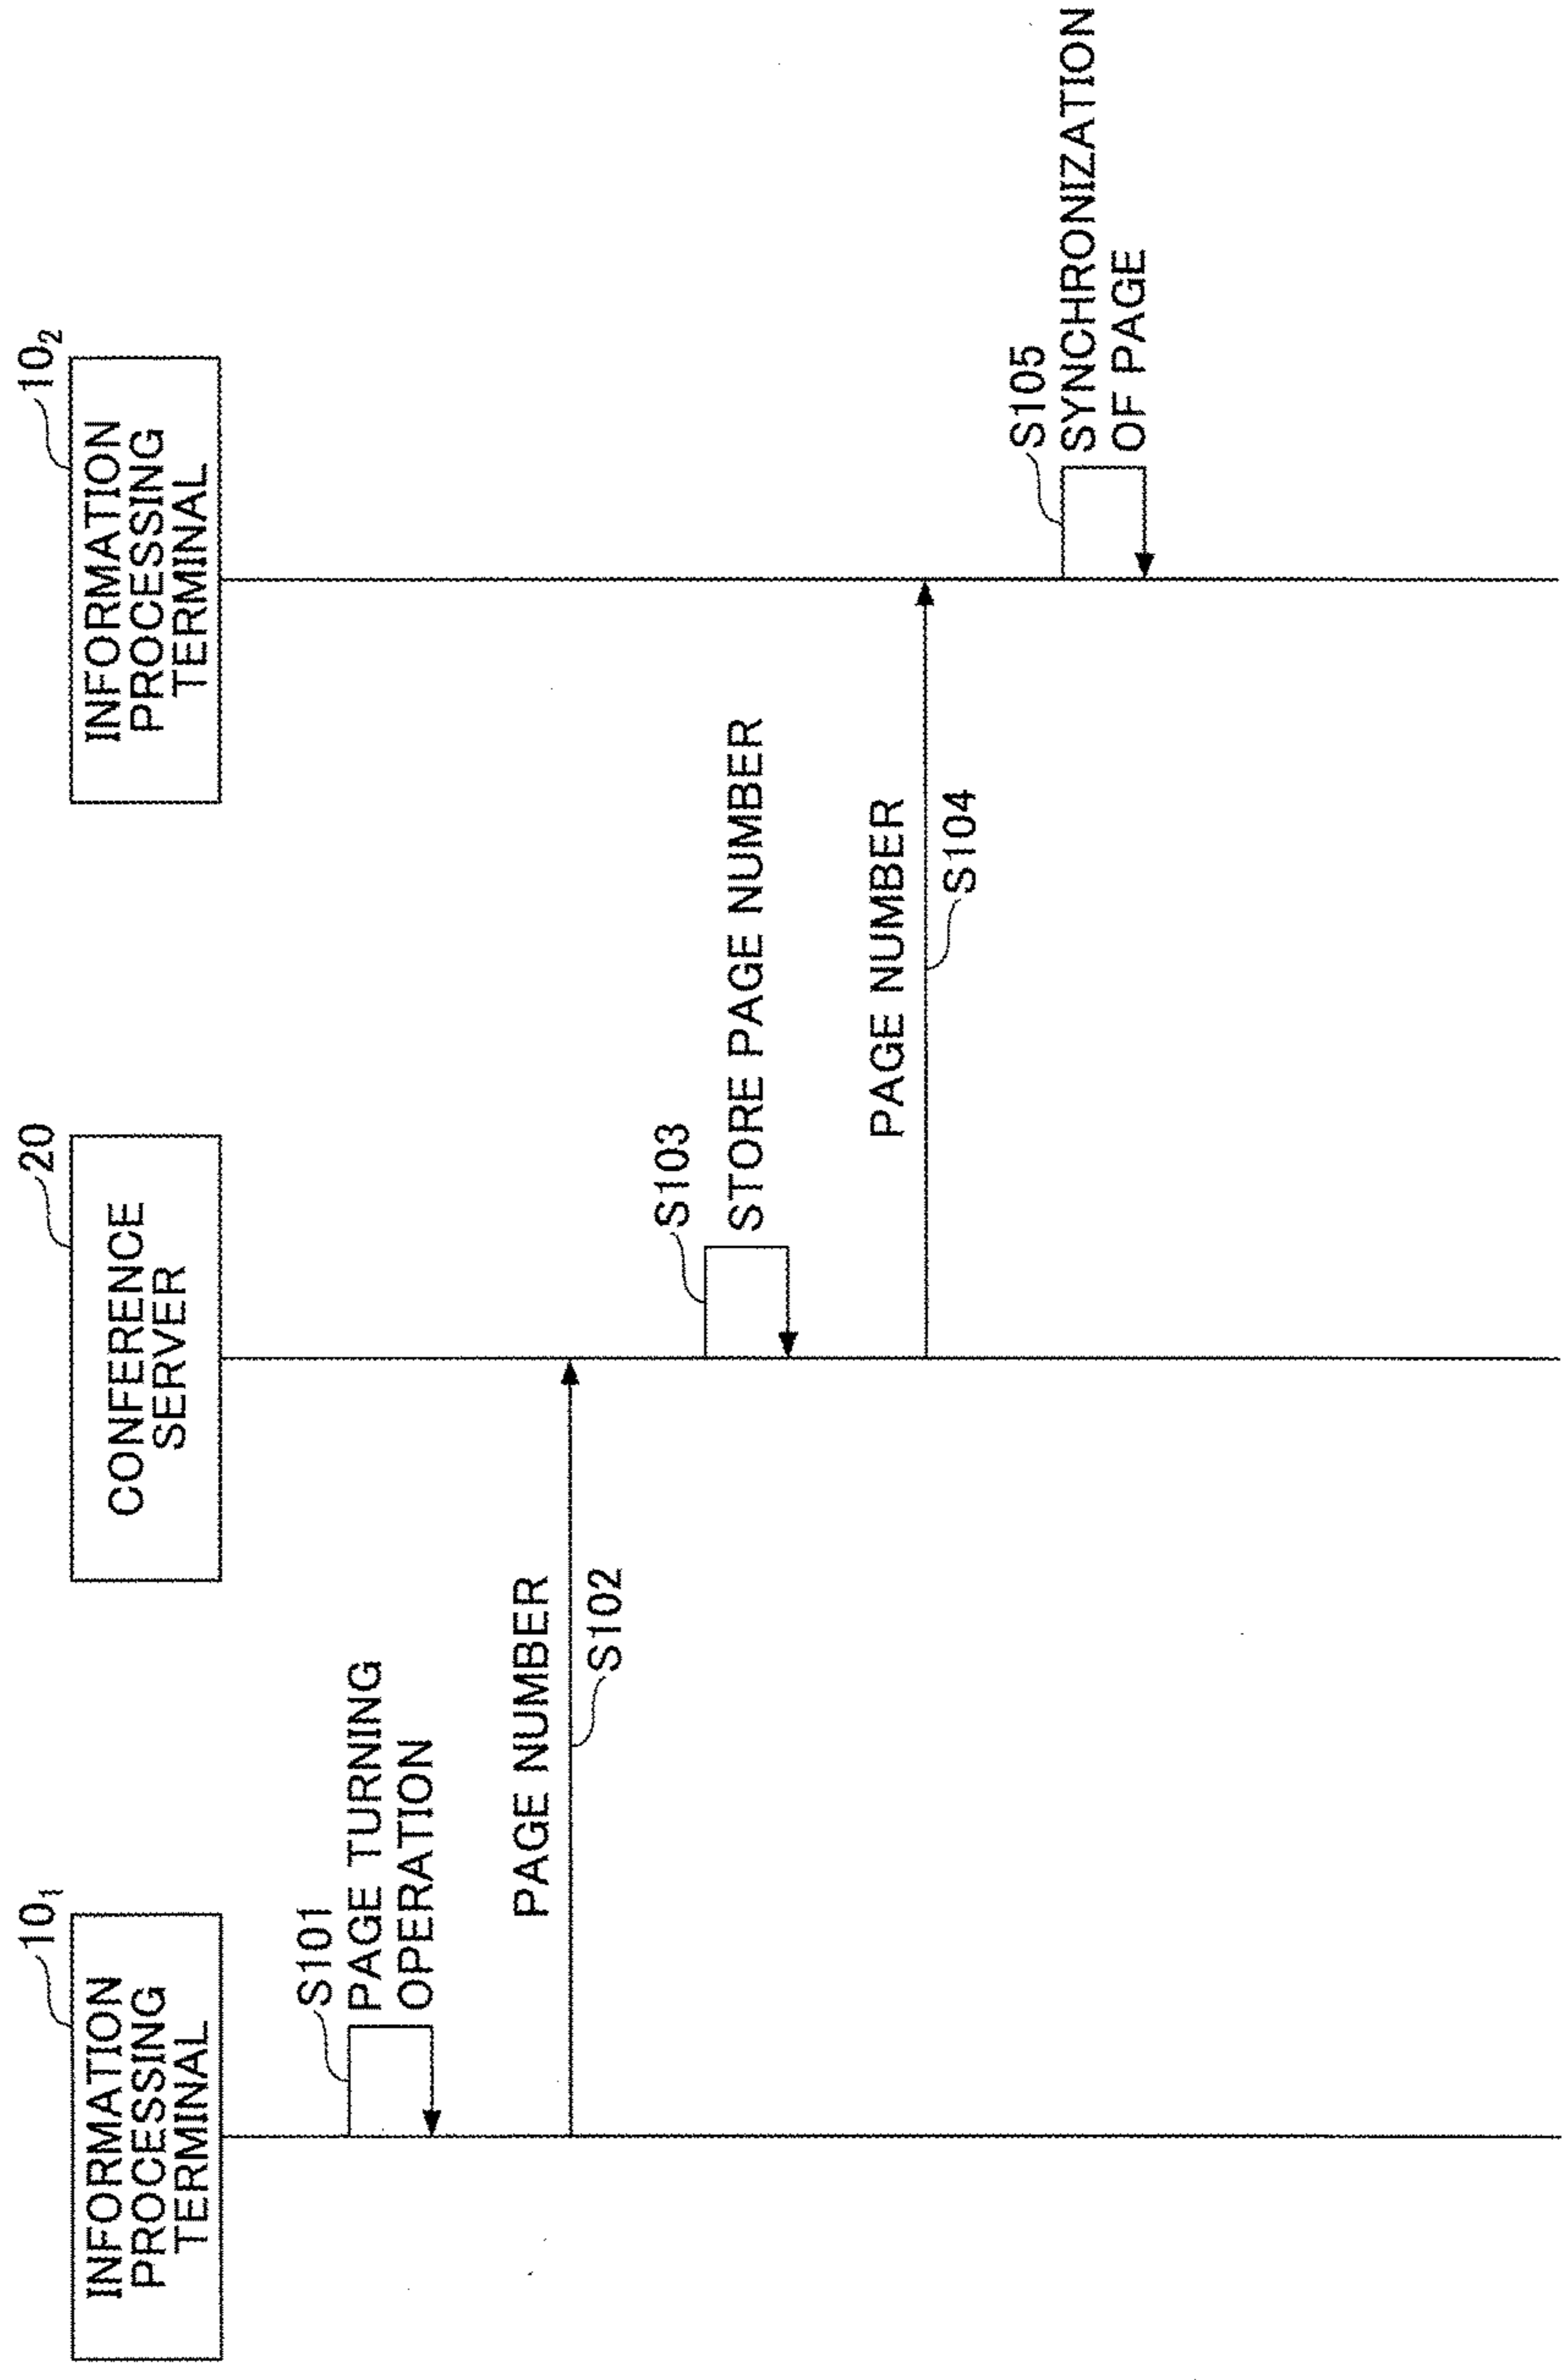 10₁
INFORMATION
PROCESSING
TERMINAL
20
CONFERENCE
SERVER
10₂
INFORMATION
PROCESSING
TERMINAL
S101
PAGE TURNING
OPERATION
PAGE NUMBER
S102
S103
STORE PAGE NUMBER
PAGE NUMBER
S104
S105
SYNCHRONIZATION
OF PAGE